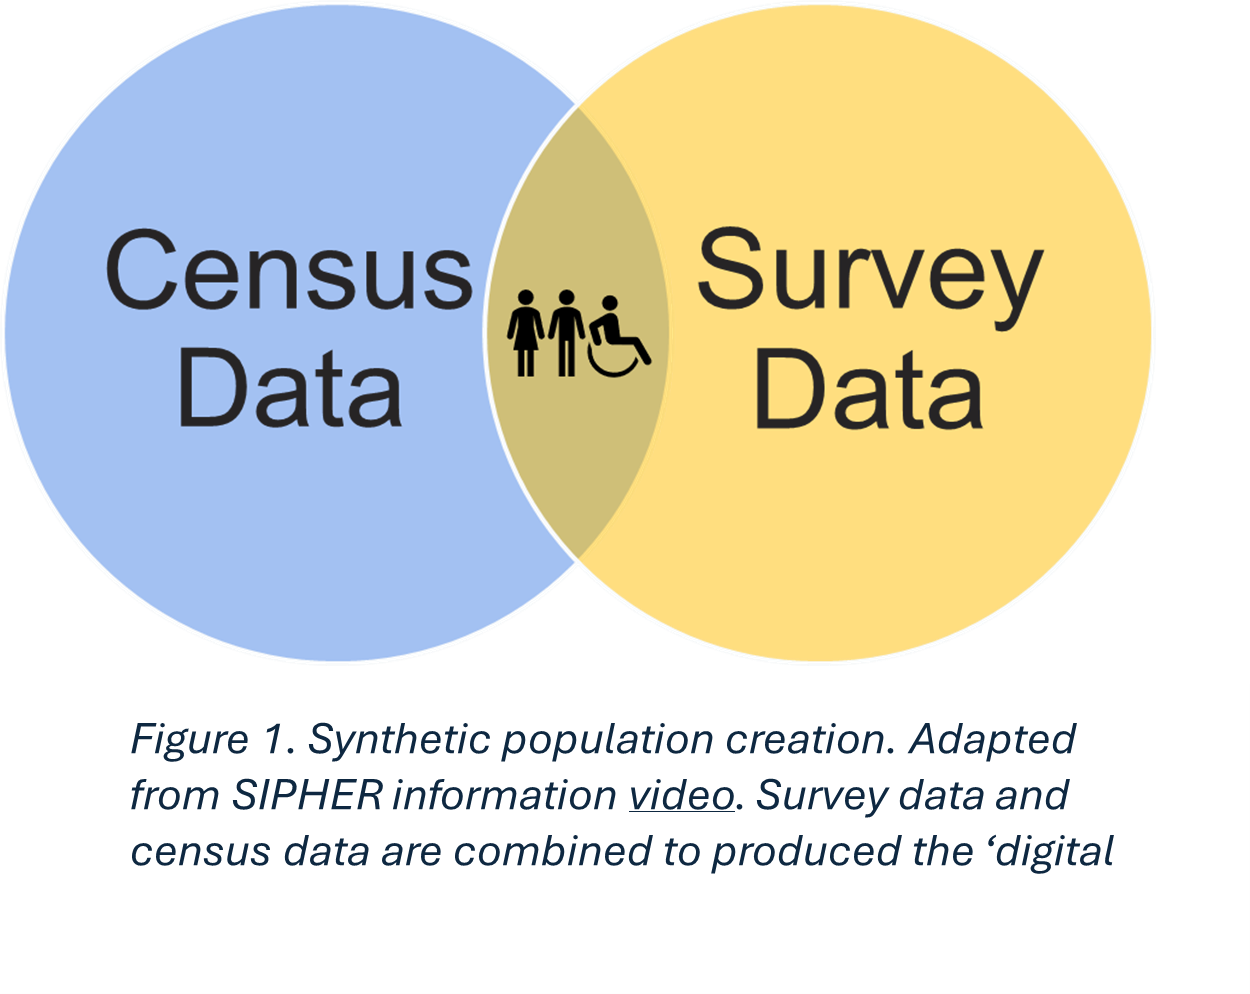 Census
Data
Survey
Data
Figure 1. Synthetic population creation. Adapted
from SIPHER information video. Survey data and
census data are combined to produced the ‘digital